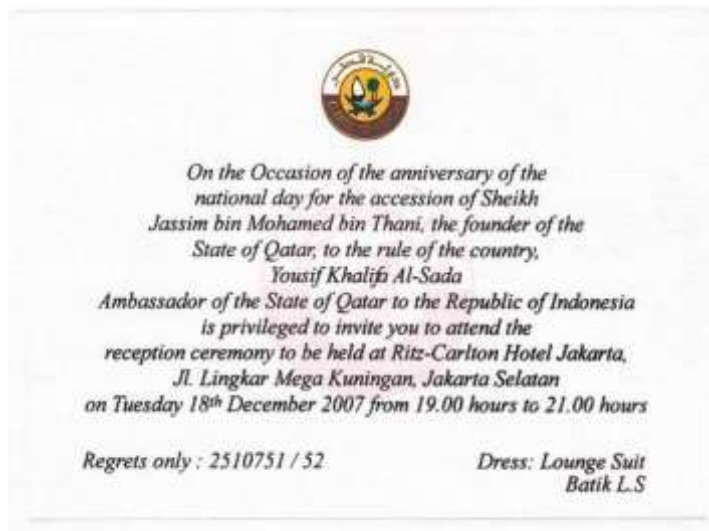 On the Occasion of the anniversary of the
national day for the accession of Sheikh
Jassim bin Mohamed bin Thani, the founder of the
State of Qatar, to the rule of the country,
Yousif Khalifa Al-Sada
Ambassador of the State of Qatar to the Republic of Indonesia
is privileged to invite you to attend the
reception ceremony to be held at Ritz-Carlton Hotel Jakarta,
Jl. Lingkar Mega Kuningan, Jakarta Selatan
on Tuesday 18th December 2007 from 19.00 hours to 21.00 hours
Regrets only : 2510751 / 52
Dress: Lounge Suit
Batik L.S